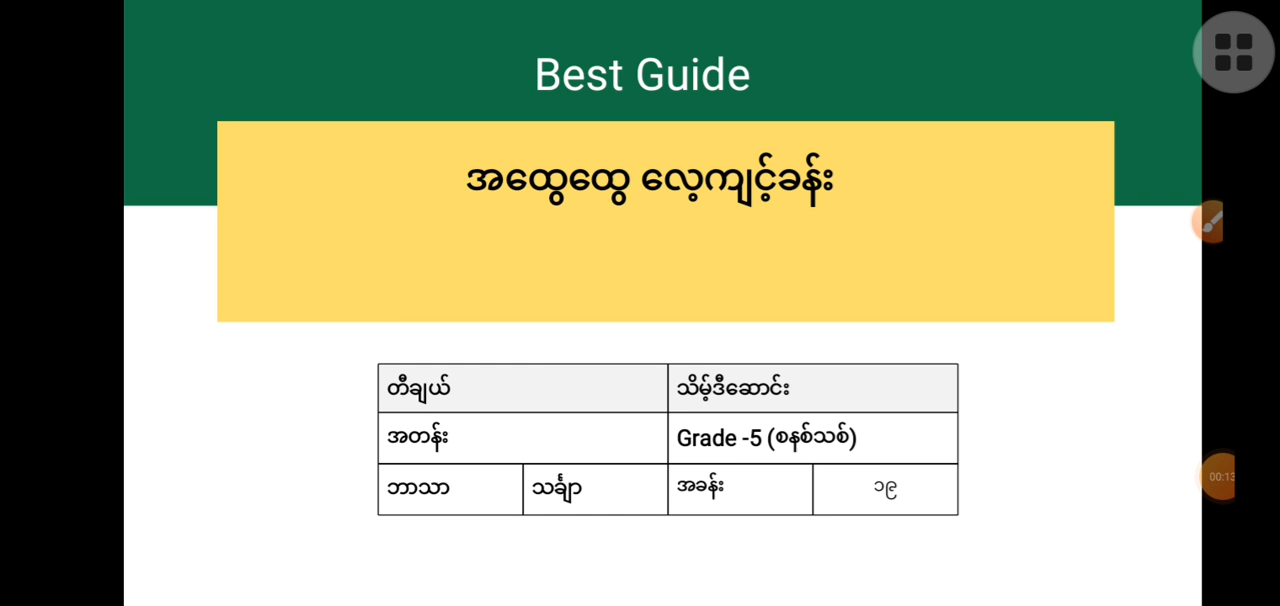 Best Guide
အထွေထွေ လေ့ကျင့်ခန်း
တီချယ် သိမ့်ဒီဆောင်း
အတန်း Grade -5 (စနစ်သစ်)
ဘာသာ သင်္ချာ အခန်း ၁၉
00:13